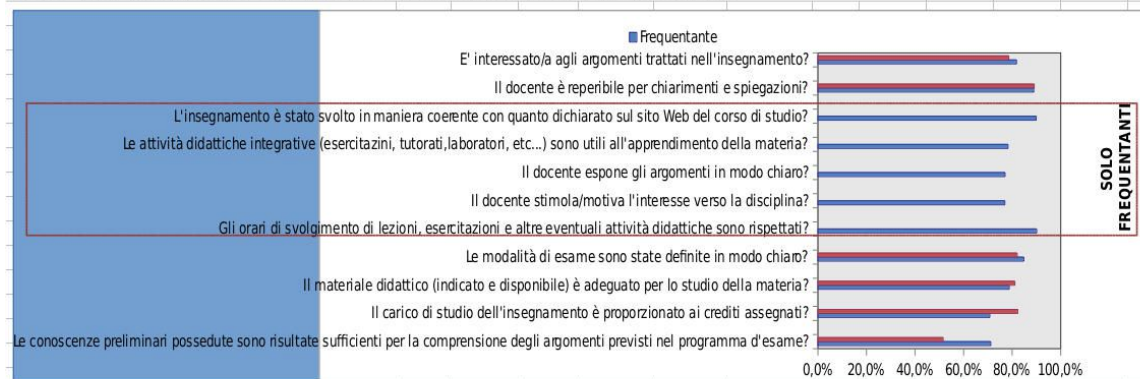 Frequentante
E' interessato/a agli argomenti trattati nell'insegnamento?
Il docente è reperibile per chiarimenti e spiegazioni?
L'insegnamento è stato svolto in maniera coerente con quanto dichiarato sul sito Web del corso di studio?
Le attività didattiche integrative (esercitazini, tutorati,laboratori, etc...) sono utili all'apprendimento della materia?
Il docente espone gli argomenti in modo chiaro?
Il docente stimola/motiva l'interesse verso la disciplina?
Gli orari di svolgimento di lezioni, esercitazioni e altre eventuali attività didattiche sono rispettati?
SOLO
FREQUENTANTI
Le modalità di esame sono state definite in modo chiaro?
Il materiale didattico (indicato e disponibile) è adeguato per lo studio della materia?
Il carico di studio dell'insegnamento è proporzionato ai crediti assegnati?
Le conoscenze preliminari possedute sono risultate sufficienti per la comprensione degli argomenti previsti nel programma d'esame?
0,0% 20,0% 40,0% 60,0% 80,0% 100,0%